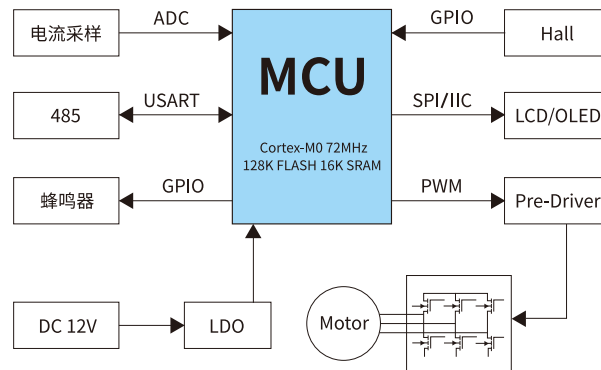 电流采样
ADC
GPIO
Hall
MCU
485
USART
SPI/IIC
LCD/OLED
Cortex-M0 72MHz
128K FLASH 16K SRAM
蜂鸣器
GPIO
PWM
Pre-Driver
DC 12V
LDO
Motor